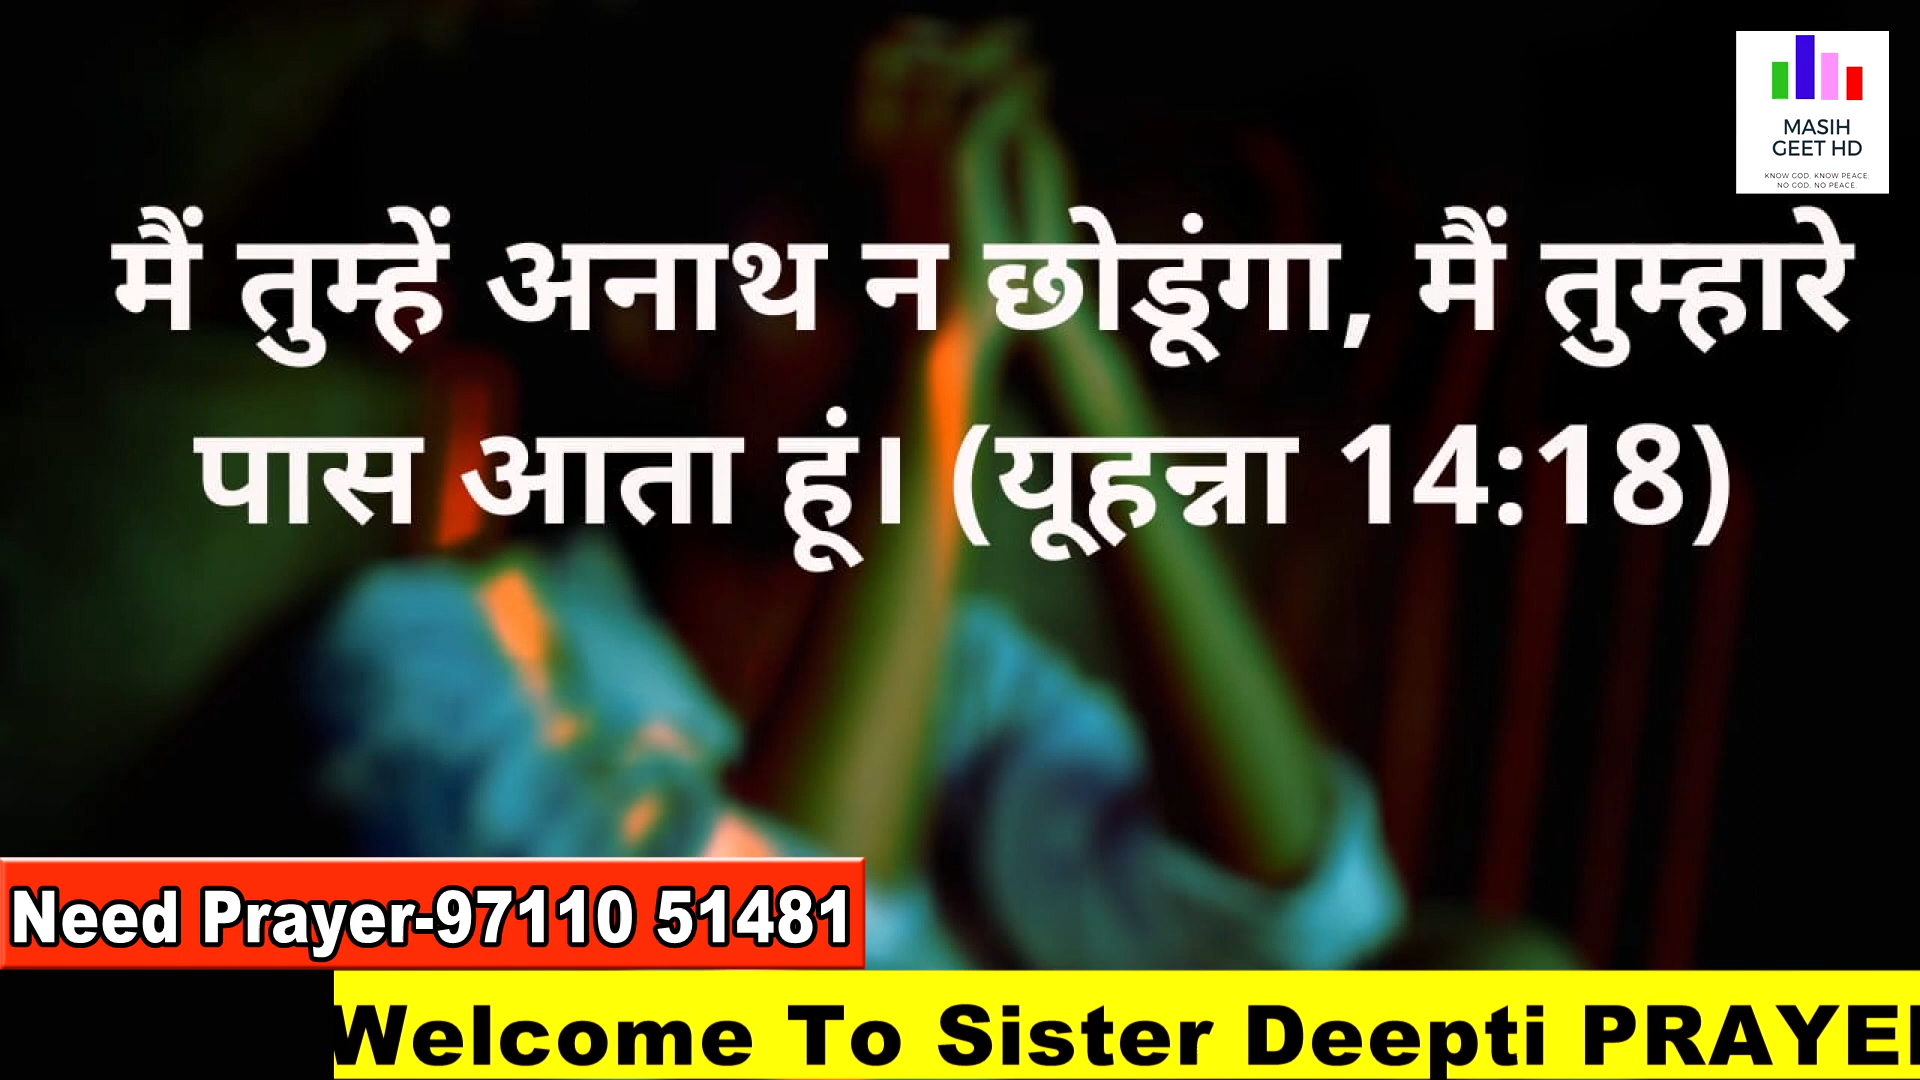 MASIH
GEET HD
KNOW GOD. KNOW PEACE.
NO GOD. NO PEACE.
मैं तुम्हें अनाथ न छोडूंगा, मैं तुम्हारे
पास आता हूं। (यूहन्ना 14:18)
Need Prayer-97110 51481
Welcome To Sister Deepti PRAYE